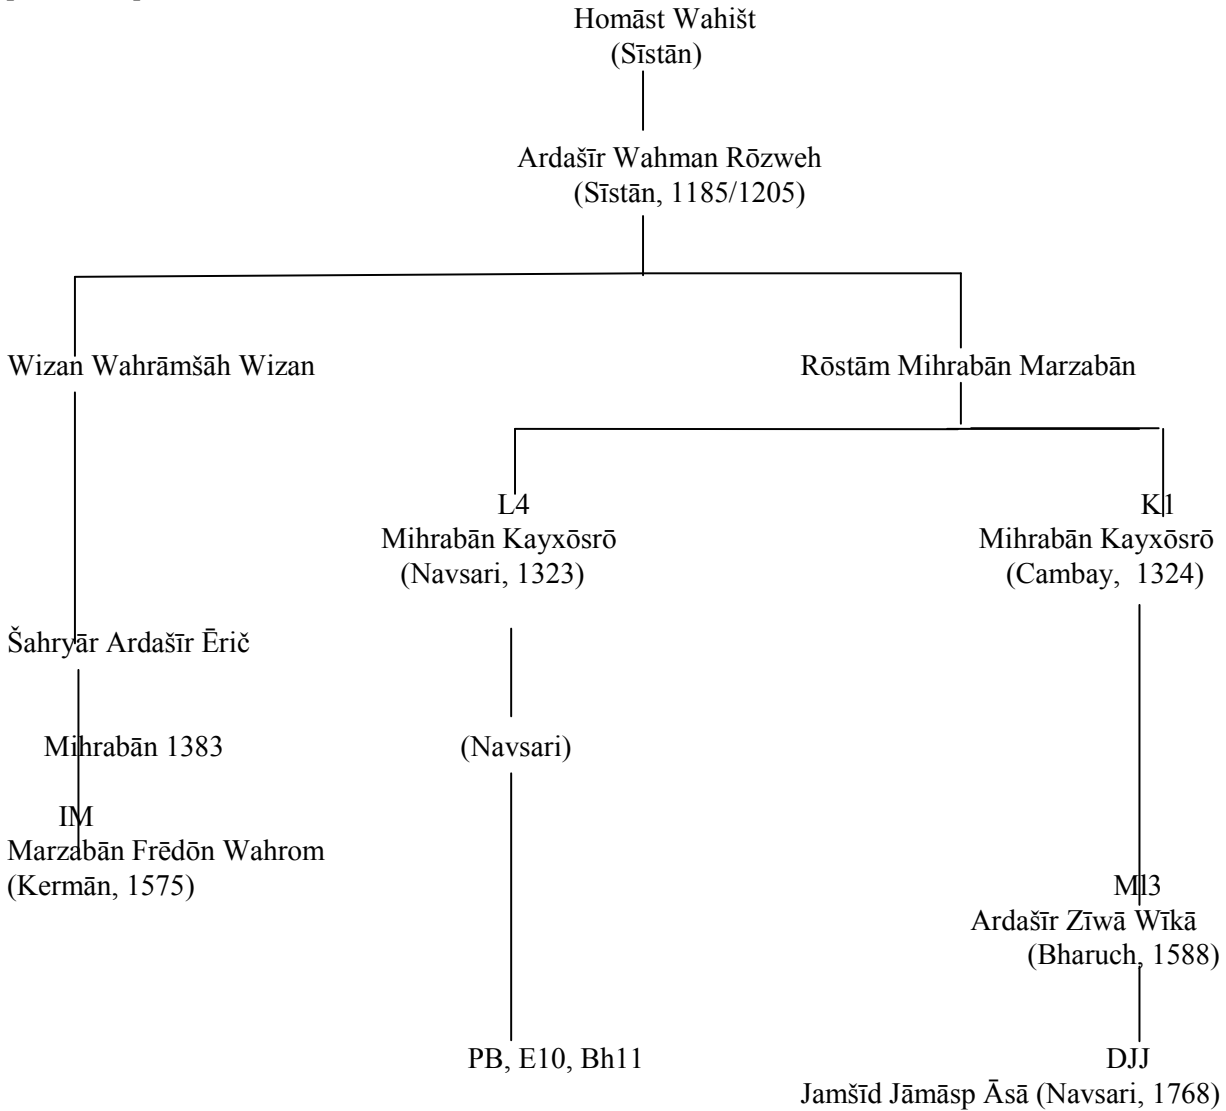 Homāst Wahišt
(Sīstān)
Ardašīr Wahman Rōzweh
(Sīstān, 1185/1205)
Wizan Wahrāmšāh Wizan
Rōstām Mihrabān Marzabān
L4
Mihrabān Kayxōsrō
(Navsari, 1323)
K1
Mihrabān Kayxōsrō
(Cambay, 1324)
Šahryār Ardašīr Ērič
Mihrabān 1383
(Navsari)
IM
Marzabān Frēdōn Wahrom
(Kermān, 1575)
Ml3
Ardašīr Zīwā Wīkā
(Bharuch, 1588)
PB, E10, Bh11
DJJ
Jamšīd Jāmāsp Āsā (Navsari, 1768)